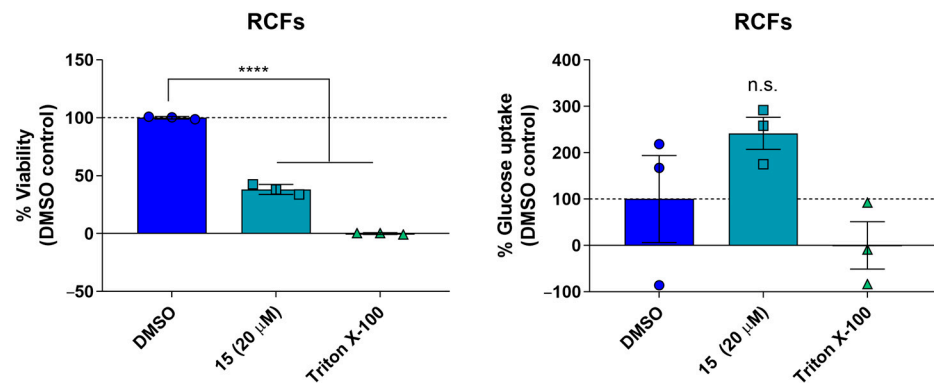 RCFs
% Viability
(DMSO control)
150
100
50
0
–50
****
DMSO
15 (20 μM)
Triton X-100
RCFs
% Glucose uptake
(DMSO control)
400
300
200
100
0
–100
n.s.
DMSO
15 (20 μM)
Triton X-100